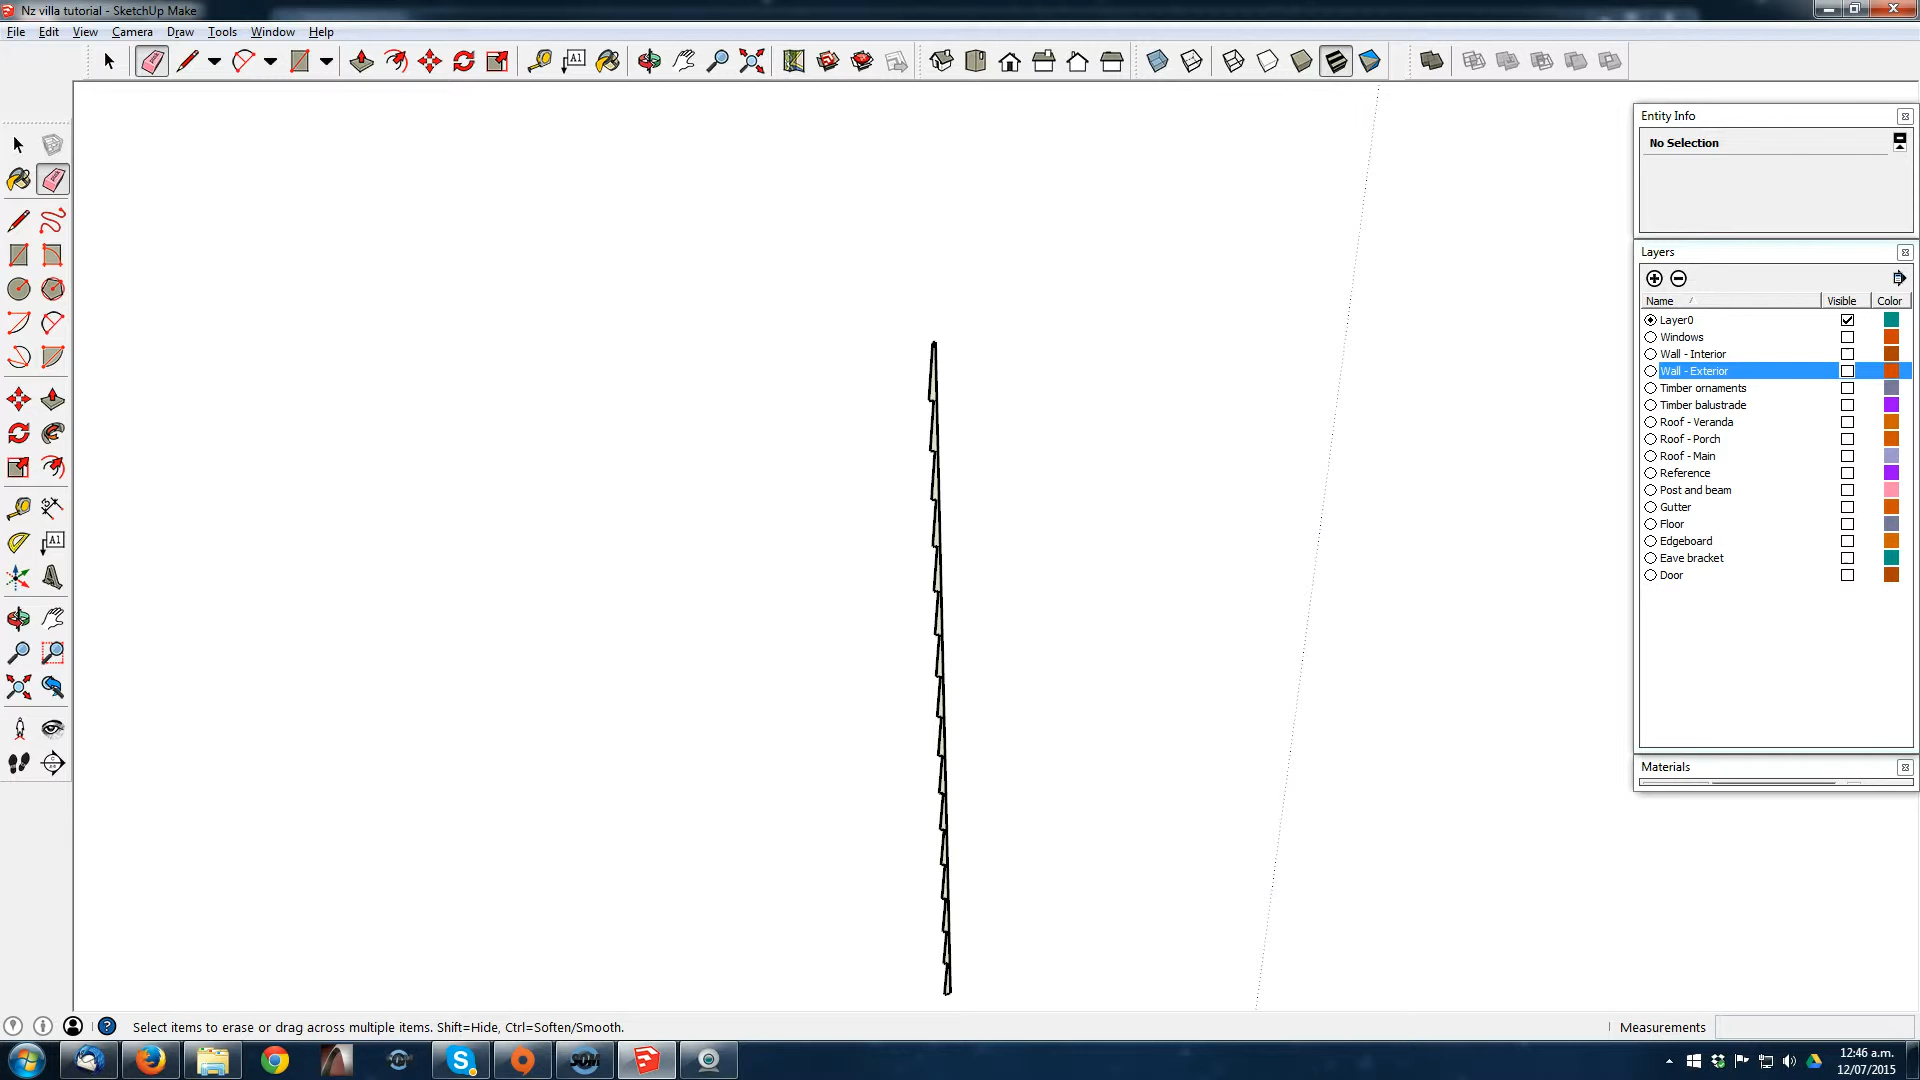 Nz villa tutorial - SketchUp Make
File Edit View Camera Draw Tools Window Help
A1
Entity Info
No Selection
Layers
Name Visible Color
Layer0
Windows
Wall - Interior
Wall - Exterior
Timber ornaments
Timber balustrade
Roof - Veranda
Roof - Porch
Roof - Main
Reference
Post and beam
Gutter
Floor
Edgeboard
Eave bracket
Door
A1
Materials
Select items to erase or drag across multiple items. Shift=Hide, Ctrl=Soften/Smooth.
Measurements
12:46 a.m.
12/07/2015